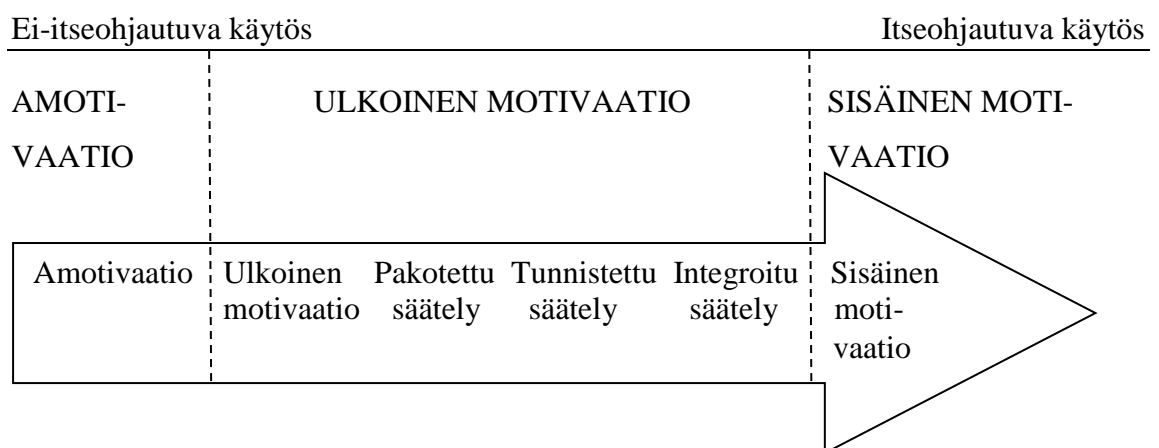 Ei-itseohjautuva käytös Itseohjautuva käytös
AMOTI- ULKOINEN MOTIVAATIO SISÄINEN MOTI-
VAATIO VAATIO
Amotivaatio Ulkoinen Pakotettu Tunnistettu Integroitu Sisäinen
motivaatio säätely säätely säätely moti-
vaatio